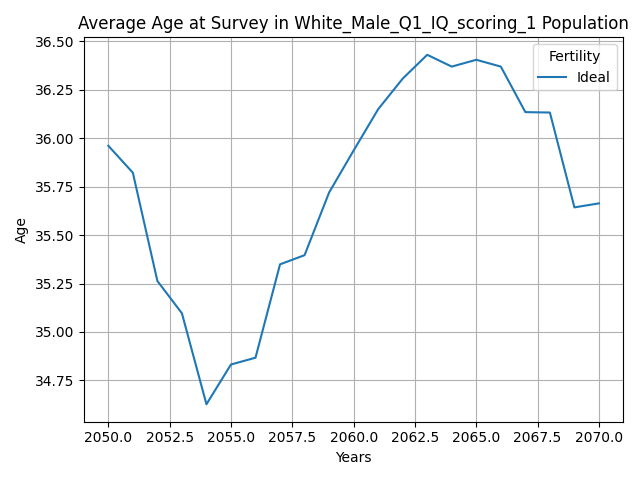 Average Age at Survey in White_Male_Q1_IQ_scoring_1 Population
Fertility
Ideal
36.50
36.25
36.00
35.75
35.50
35.25
35.00
34.75
Age
2050.0 2052.5 2055.0 2057.5 2060.0 2062.5 2065.0 2067.5 2070.0
Years